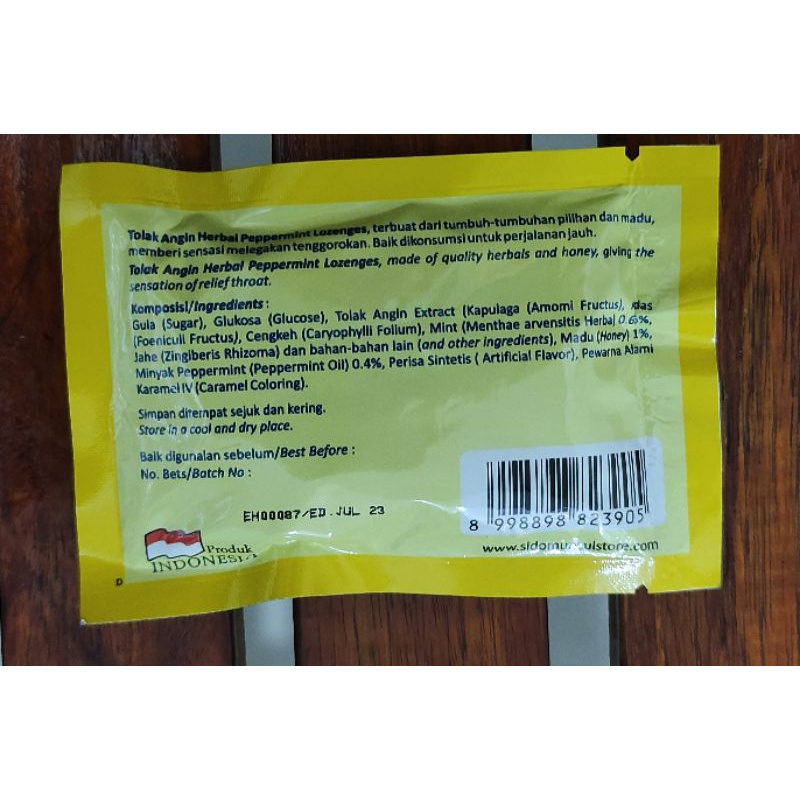 Tolak Angin Herbal Peppermint Lozenges, terbuat dari tumbuh-tumbuhan pilihan dan madu,
memberi sensasi melegakan tenggorokan. Baik dikonsumsi untuk perjalanan jauh.
Tolak Angin Herbal Peppermint Lozenges, made of quality herbals and honey, giving the
sensation of relief throat.
Komposisi/Ingredients :
Gula (Sugar), Glukosa (Glucose), Tolak Angin Extract (Kapulaga (Amomi Fructus),
(Foeniculi Fructus), Cengkeh (Caryophylli Folium), Mint (Menthae arvensitis Herba)
Jahe (Zingiberis Rhizoma) dan bahan-bahan lain (and other ingredients), Madu (Honey) 1%,
Minyak Peppermint (Peppermint Oil) 0.4%, Perisa Sintetis ( Artificial Flavor), Pewarna Alami
Karamel IV (Caramel Coloring).
Simpan ditempat sejuk dan kering.
Store in a cool and dry place.
Baik digunalan sebelum/Best Before :
No. Bets/Batch No :
EH00087/ED.JUL 23
8 998898 823905
www.sidomunculstore.com
Produk
INDONESIA
D